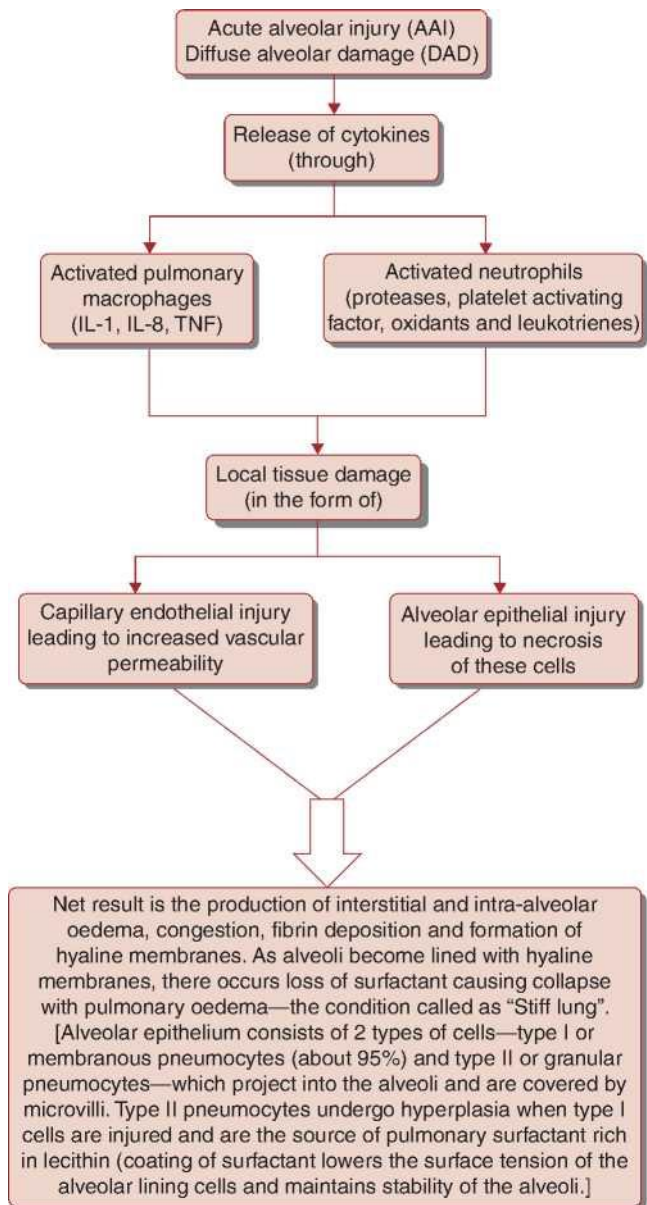 Acute alveolar injury (AAI)
Diffuse alveolar damage (DAD)
Release of cytokines
(through)
Activated pulmonary
macrophages
(IL-1, IL-8, TNF)
Activated neutrophils
(proteases, platelet activating
factor, oxidants and leukotrienes)
Local tissue damage
(in the form of)
Capillary endothelial injury
leading to increased vascular
permeability
Alveolar epithelial injury
leading to necrosis
of these cells
Net result is the production of interstitial and intra-alveolar
oedema, congestion, fibrin deposition and formation of
hyaline membranes. As alveoli become lined with hyaline
membranes, there occurs loss of surfactant causing collapse
with pulmonary oedema—the condition called as “Stiff lung”.
[Alveolar epithelium consists of 2 types of cells—type I or
membranous pneumocytes (about 95%) and type II or granular
pneumocytes—which project into the alveoli and are covered by
microvilli. Type II pneumocytes undergo hyperplasia when type I
cells are injured and are the source of pulmonary surfactant rich
in lecithin (coating of surfactant lowers the surface tension of the
alveolar lining cells and maintains stability of the alveoli.]